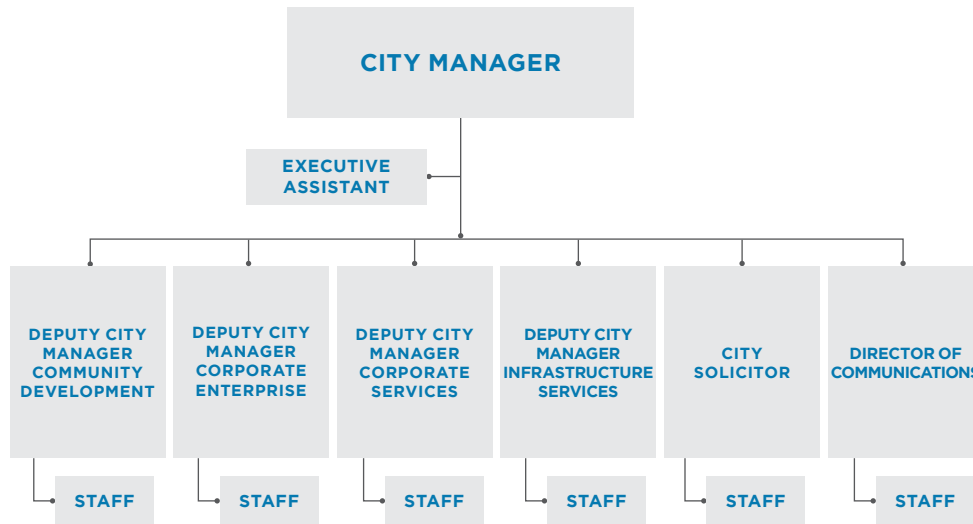 CITY MANAGER
EXECUTIVE
ASSISTANT
DEPUTY CITY
MANAGER
COMMUNITY
DEVELOPMENT
DEPUTY CITY
MANAGER
CORPORATE
ENTERPRISE
DEPUTY CITY
MANAGER
CORPORATE
SERVICES
DEPUTY CITY
MANAGER
INFRASTRUCTURE
SERVICES
CITY
SOLICITOR
DIRECTOR OF
COMMUNICATIONS
STAFF
STAFF
STAFF
STAFF
STAFF
STAFF